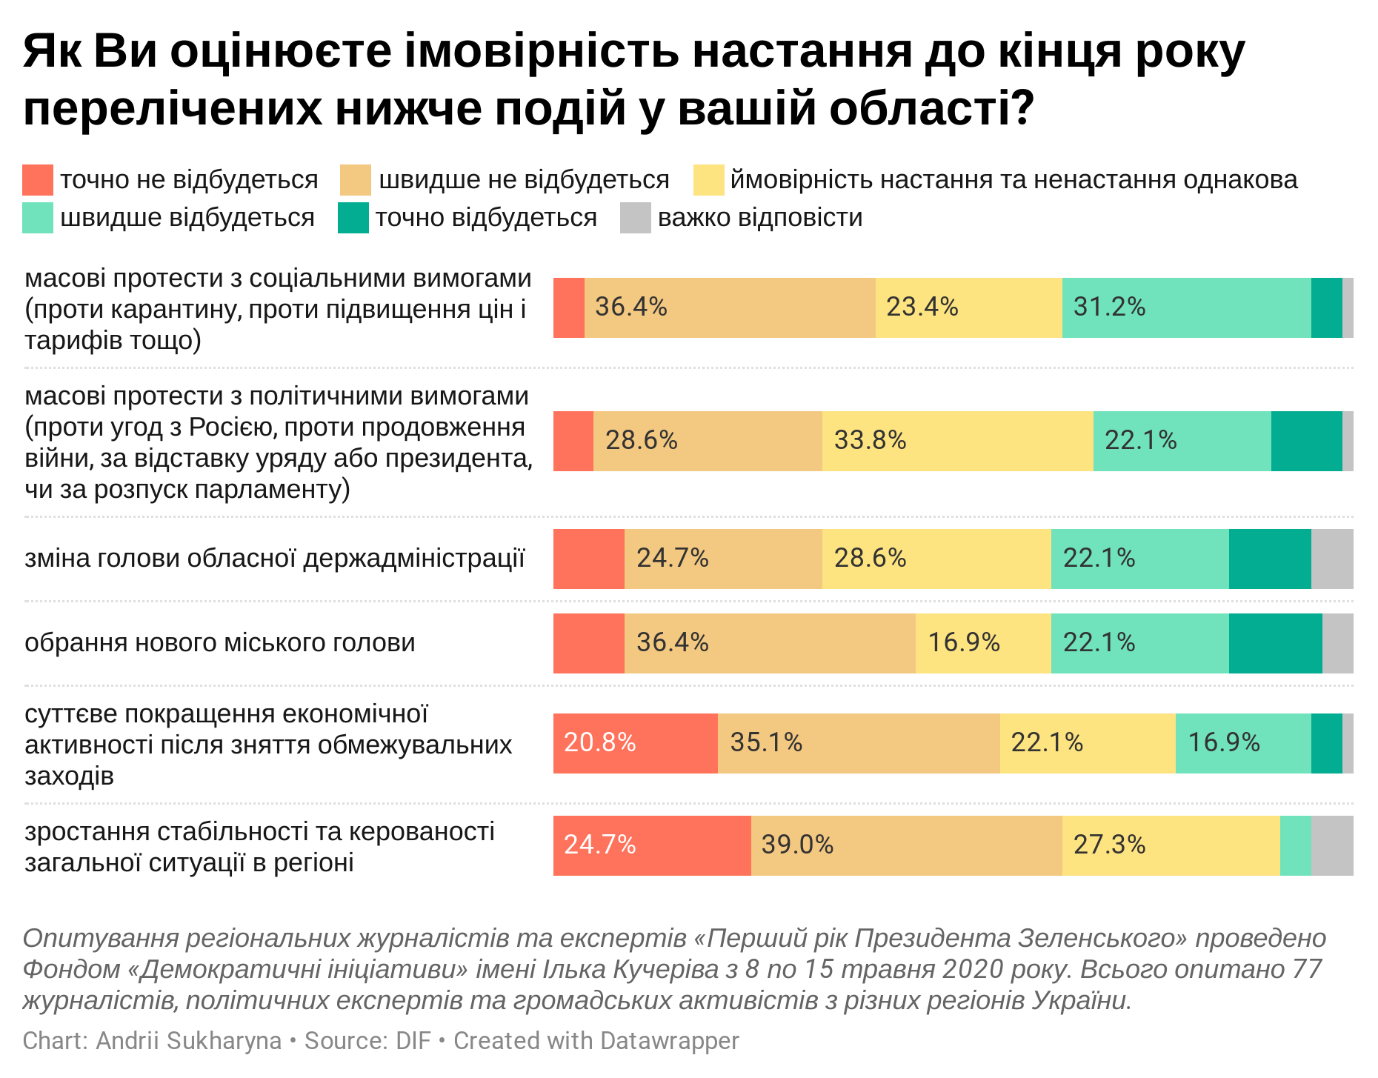 Як Ви оцінюєте імовірність настання до кінця року
перелічених нижче подій у вашій області?
точно не відбудеться швидше не відбудеться ймовірність настання та ненастання однакова
швидше відбудеться точно відбудеться важко відповісти
масові протести з соціальними вимогами
(проти карантину, проти підвищення цін і
тарифів тощо)
36.4% 23.4% 31.2%
масові протести з політичними вимогами
(проти угод з Росією, проти продовження
війни, за відставку уряду або президента,
чи за розпуск парламенту)
28.6% 33.8% 22.1%
зміна голови обласної держадміністрації
24.7% 28.6% 22.1%
обрання нового міського голови
36.4% 16.9% 22.1%
суттєве покращення економічної
активності після зняття обмежувальних
заходів
20.8% 35.1% 22.1% 16.9%
зростання стабільності та керованості
загальної ситуації в регіоні
24.7% 39.0% 27.3%
Опитування регіональних журналістів та експертів «Перший рік Президента Зеленського» проведено
Фондом «Демократичні ініціативи» імені Ілька Кучеріва з 8 по 15 травня 2020 року. Всього опитано 77
журналістів, політичних експертів та громадських активістів з різних регіонів України.
Chart: Andrii Sukharyna • Source: DIF • Created with Datawrapper